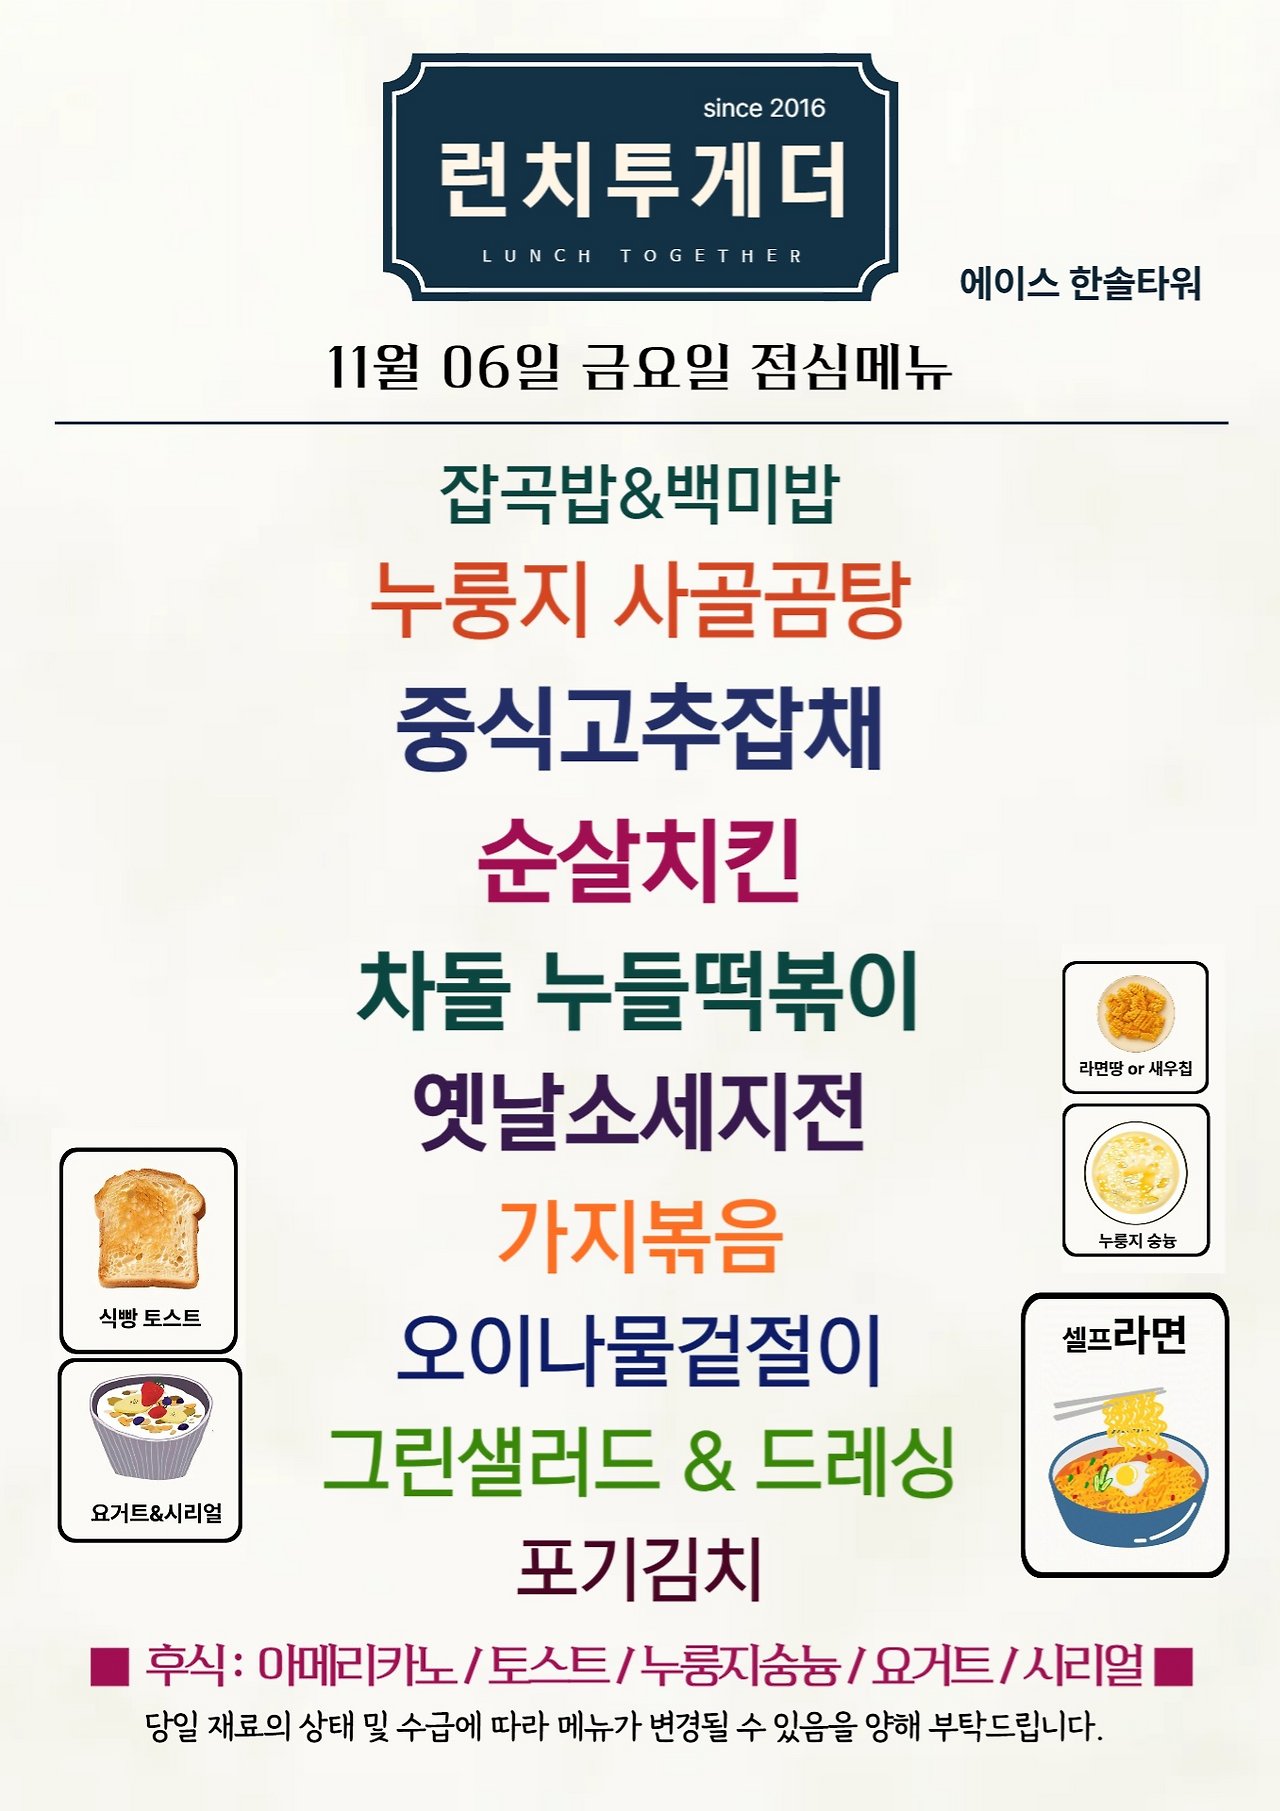 since 2016
런치투게더
LUNCH TOGETHER
에이스 한솔타워
11월 06일 금요일 점심메뉴
잡곡밥&백미밥
누룽지 사골곰탕
중식고추잡채
순살치킨
차돌 누들떡볶이
옛날소세지전
가지볶음
오이나물겉절이
그린샐러드 & 드레싱
포기김치
라면땅 or 새우칩
누룽지 숭늉
셀프라면
식빵 토스트
요거트&시리얼
■ 후식: 아메리카노 / 토스트 / 누룽지숭늉 / 요거트 / 시리얼 ■
당일 재료의 상태 및 수급에 따라 메뉴가 변경될 수 있음을 양해 부탁드립니다.